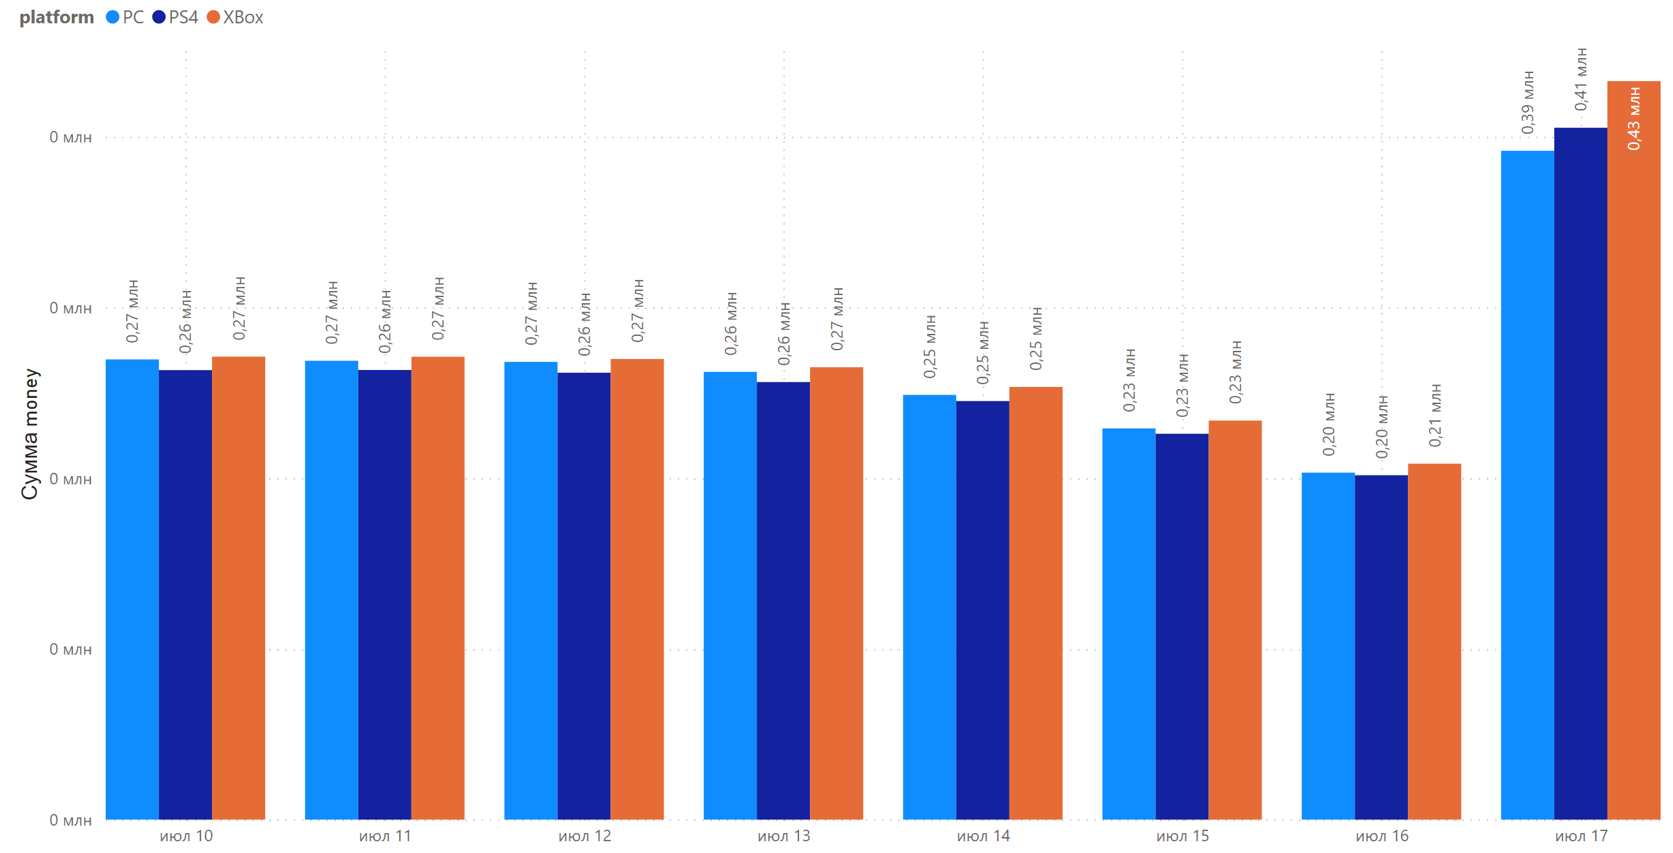 platform PC PS4 XBox
Сумма money
0 млн
0 млн
0 млн
0 млн
0 млн
0,27 млн 0,26 млн 0,27 млн
0,27 млн 0,26 млн 0,27 млн
0,27 млн 0,26 млн 0,27 млн
0,26 млн 0,26 млн 0,27 млн
0,25 млн 0,25 млн 0,25 млн
0,23 млн 0,23 млн 0,23 млн
0,20 млн 0,20 млн 0,21 млн
0,39 млн 0,41 млн 0,43 млн
июл 10 июл 11 июл 12 июл 13 июл 14 июл 15 июл 16 июл 17